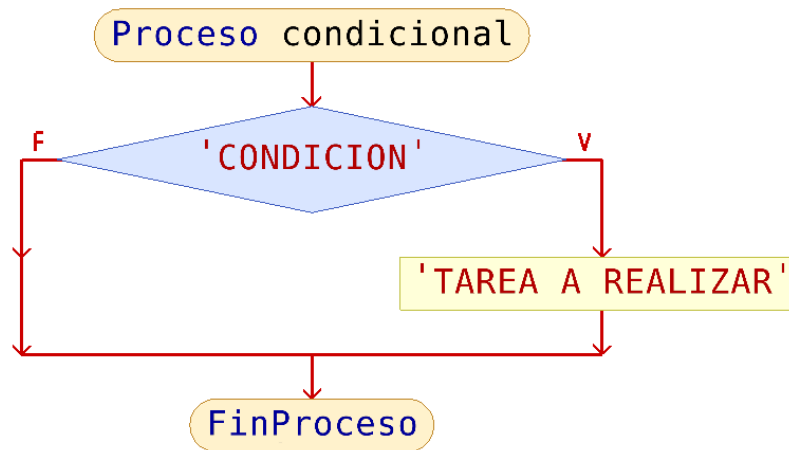 Proceso condicional
F
'CONDICION'
V
'TAREA A REALIZAR'
FinProceso